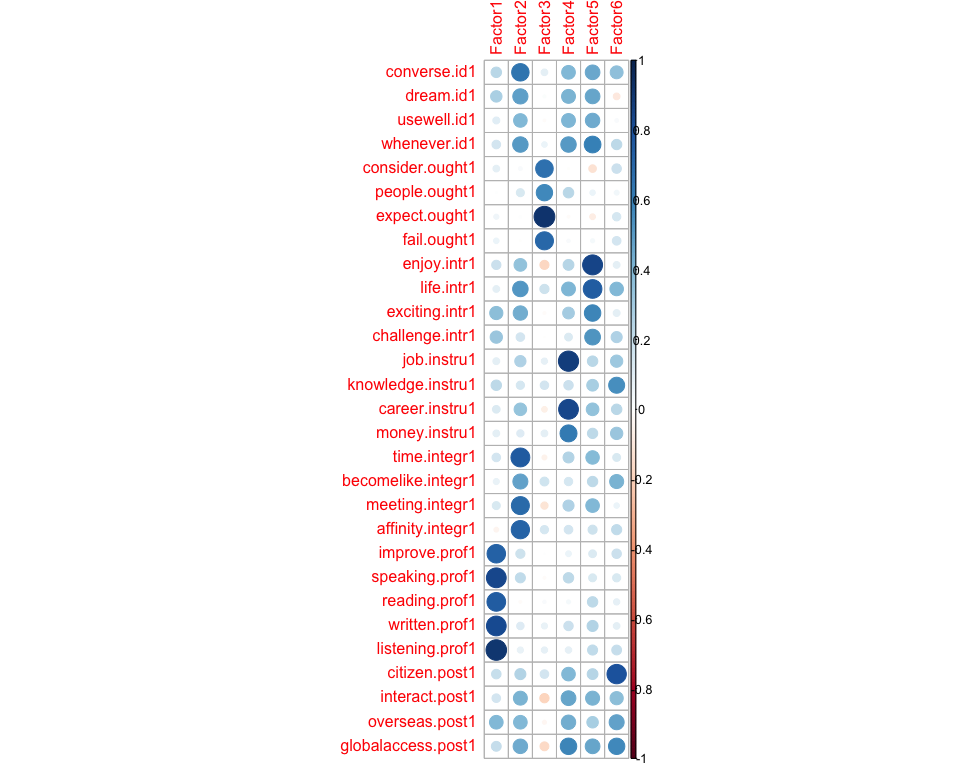 Factor1 Factor2 Factor3 Factor4 Factor5 Factor6
converse.id1
dream.id1
usewell.id1
whenever.id1
consider.ought1
people.ought1
expect.ought1
fail.ought1
enjoy.intr1
life.intr1
exciting.intr1
challenge.intr1
job.instru1
knowledge.instru1
career.instru1
money.instru1
time.integr1
becomelike.integr1
meeting.integr1
affinity.integr1
improve.prof1
speaking.prof1
reading.prof1
written.prof1
listening.prof1
citizen.post1
interact.post1
overseas.post1
globalaccess.post1
1
0.8
0.6
0.4
0.2
0
-0.2
-0.4
-0.6
-0.8
-1